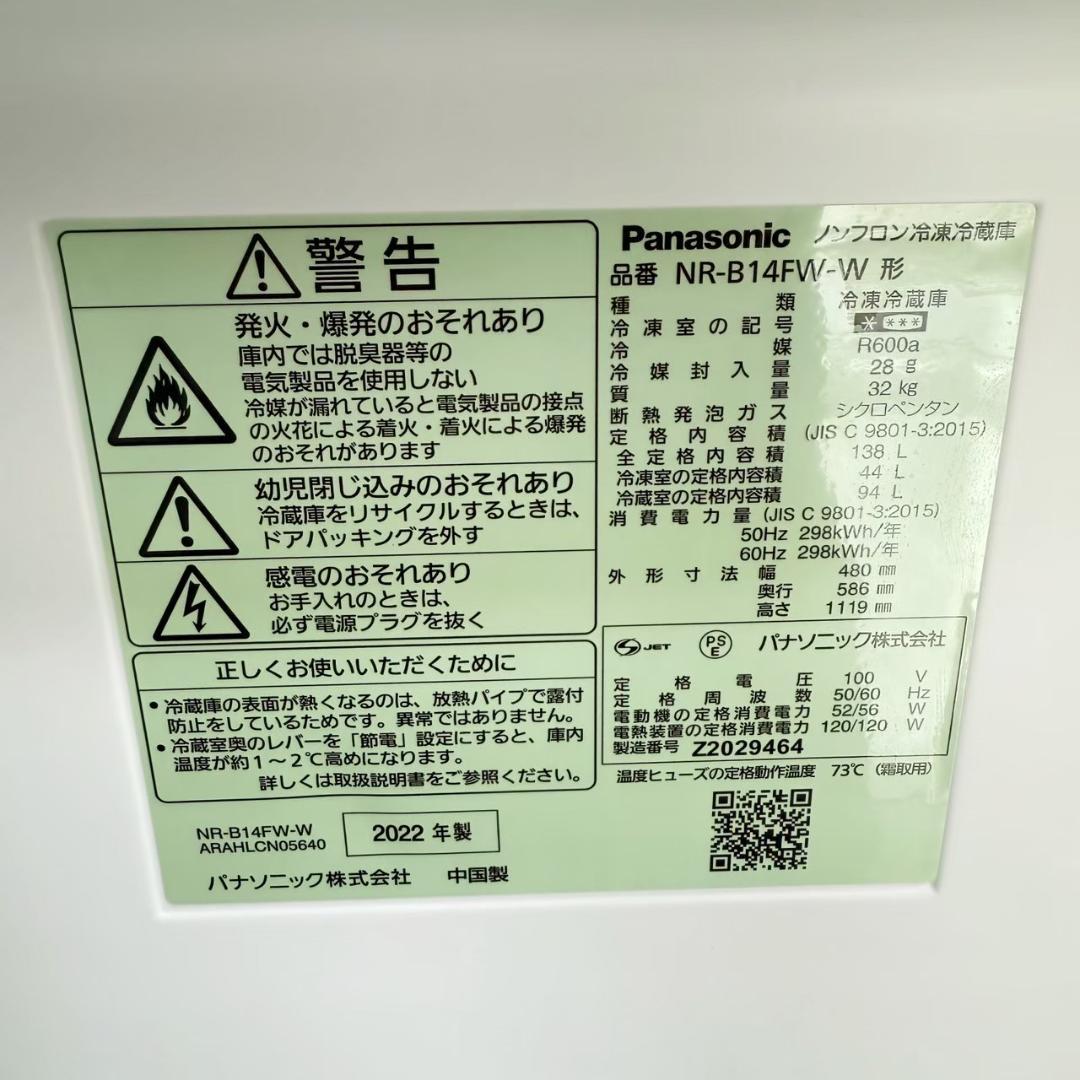 警告
発火・爆発のおそれあり
庫内では脱臭器等の
電気製品を使用しない
冷媒が漏れていると電気製品の接点
の火花による着火・着火による爆発
のおそれがあります
幼児閉じ込みのおそれあり
冷蔵庫をリサイクルするときは、
ドアパッキングを外す
感電のおそれあり
お手入れのときは、
必ず電源プラグを抜く
正しくお使いいただくために
•冷蔵庫の表面が熱くなるのは、放熱パイプで露付
防止をしているためです。異常ではありません。
•冷蔵室奥のレバーを「節電」設定にすると、庫内
温度が約1～2℃高めになります。
詳しくは取扱説明書をご参照ください。
NR-B14FW-W
ARAHLCN05640
2022年製
パナソニック株式会社 中国製
Panasonic ノンフロン冷凍冷蔵庫
品番 NR-B14FW-W 形
種類 冷凍冷蔵庫
冷凍室の記号 * ***
冷媒 R600a
冷媒封入量 28 g
質量 32 kg
断熱発泡ガス シクロペンタン
定格内容積 (JIS C 9801-3:2015)
全定格内容積 138 L
冷凍室の定格内容積 44 L
冷蔵室の定格内容積 94 L
消費電力量 (JIS C 9801-3:2015)
50Hz 298kWh/年
60Hz 298kWh/年
外形寸法 幅 480 mm
奥行 586 mm
高さ 1119 mm
S JET PS E パナソニック株式会社
定格電圧 100 V
定格周波数 50/60 Hz
電動機の定格消費電力 52/56 W
電熱装置の定格消費電力 120/120 W
製造番号 Z2029464
温度ヒューズの定格動作温度 73℃(霜取用)